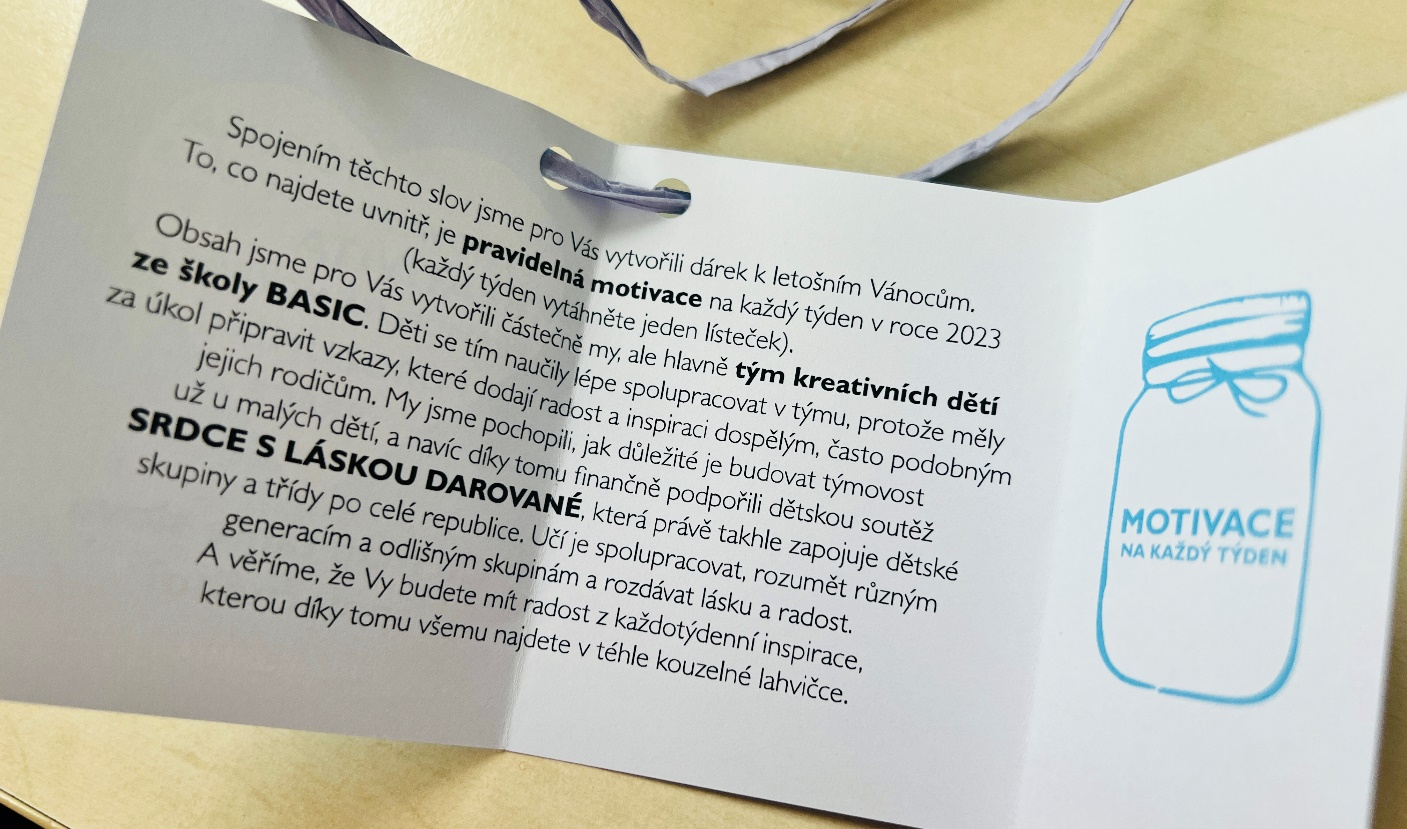 Spojením těchto slov jsme pro Vás vytvořili dárek k letošním Vánocům.
To, co najdete uvnitř, je pravidelná motivace na každý týden v roce 2023
(každý týden vytáhněte jeden lísteček).
Obsah jsme pro Vás vytvořili částečně my, ale hlavně tým kreativních dětí
ze školy BASIC. Děti se tím naučily lépe spolupracovat v týmu, protože měly
za úkol připravit vzkazy, které dodají radost a inspiraci dospělým, často podobným
jejich rodičům. My jsme pochopili, jak důležité je budovat týmovost
už u malých dětí, a navíc díky tomu finančně podpořili dětskou soutěž
SRDCE S LÁSKOU DAROVANÉ, která právě takhle zapojuje dětské
skupiny a třídy po celé republice. Učí je spolupracovat, rozumět různým
generacím a odlišným skupinám a rozdávat lásku a radost.
A věříme, že Vy budete mít radost z každotýdenní inspirace,
kterou díky tomu všemu najdete v téhle kouzelné lahvičce.
MOTIVACE
NA KAŽDÝ TÝDEN